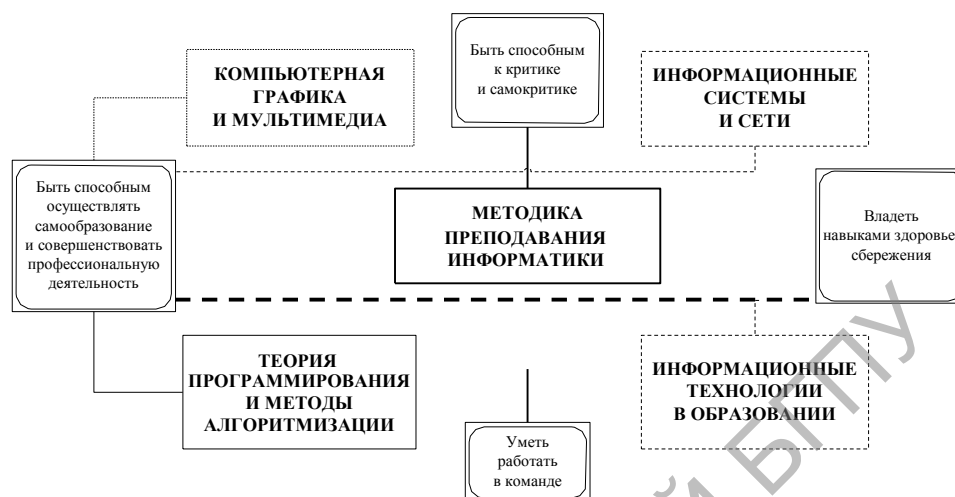 КОМПЬЮТЕРНАЯ
ГРАФИКА
И МУЛЬТИМЕДИА
Быть способным
к критике
и самокритике
ИНФОРМАЦИОННЫЕ
СИСТЕМЫ
И СЕТИ
Быть способным
осуществлять
самообразование
и совершенствовать
профессиональную
деятельность
МЕТОДИКА
ПРЕПОДАВАНИЯ
ИНФОРМАТИКИ
Владеть
навыками здоровье
сбережения
ТЕОРИЯ
ПРОГРАММИРОВАНИЯ
И МЕТОДЫ
АЛГОРИТМИЗАЦИИ
Уметь
работать
в команде
ИНФОРМАЦИОННЫЕ
ТЕХНОЛОГИИ
В ОБРАЗОВАНИИ
БГПУ